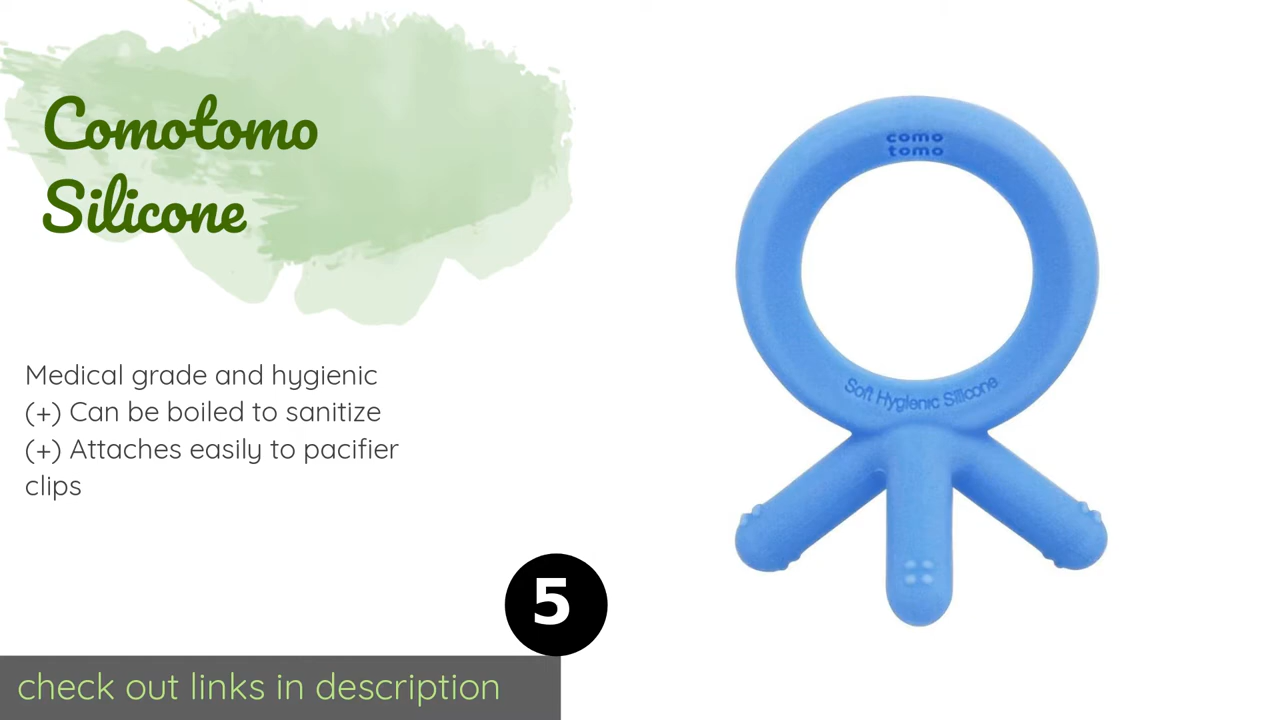 Comotomo
Silicone
Medical grade and hygienic
(+) Can be boiled to sanitize
(+) Attaches easily to pacifier
clips
5
check out links in description
como
tomo
Soft Hygienic Silicone